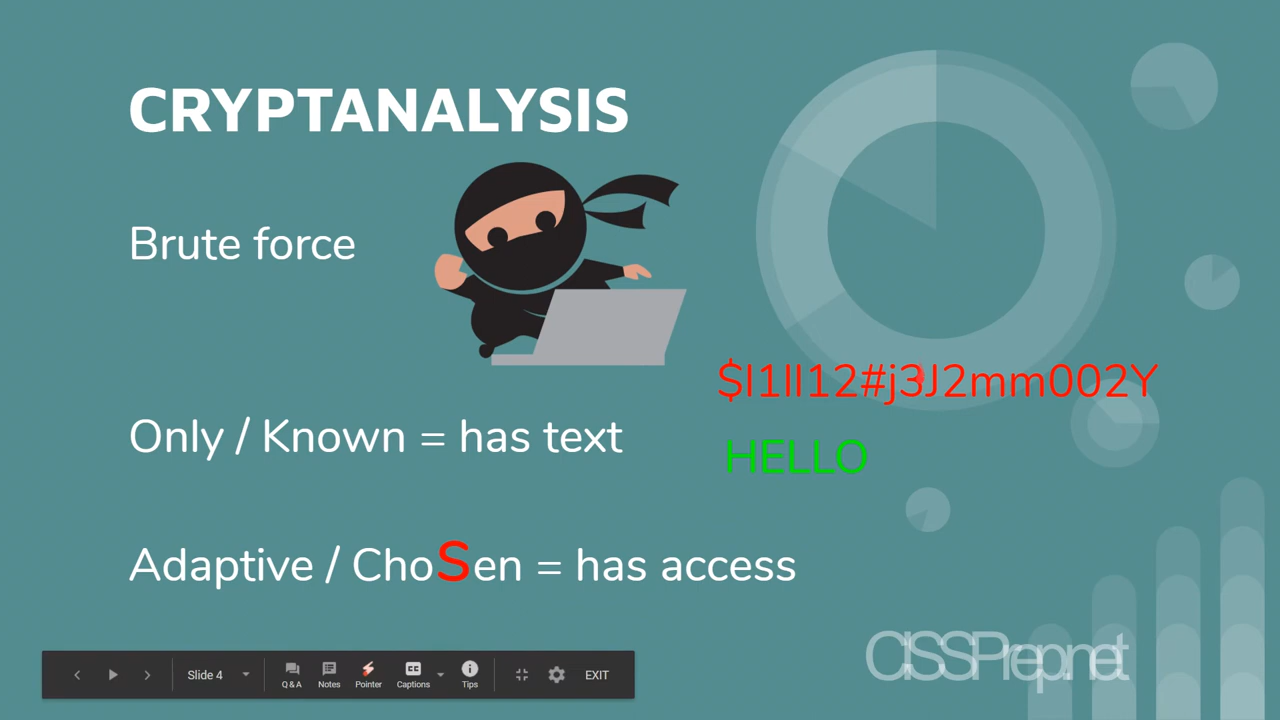 CRYPTANALYSIS
Brute force
$I1II12#j3J2mm002Y
Only / Known = has text
HELLO
Adaptive / ChoSen = has access
CISSPrep.net
Slide 4
Q & A
Notes
Pointer
Captions
Tips
EXIT